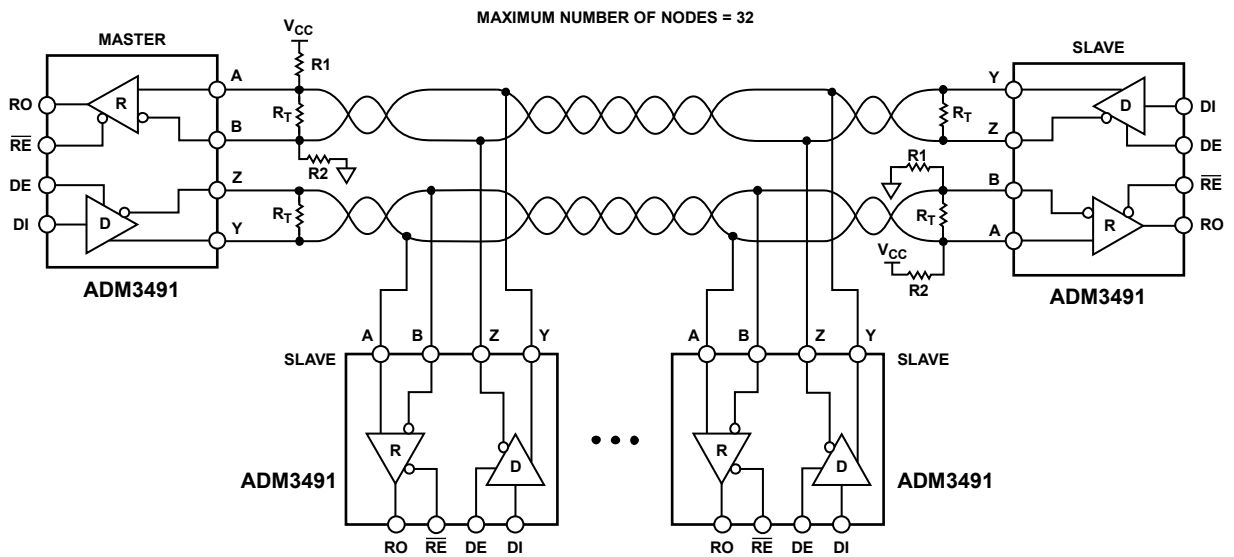 MAXIMUM NUMBER OF NODES = 32
MASTER
VCC
R1
A
RO
R
RT
B
RE
R2
DE
Z
DI
D
RT
Y
ADM3491
SLAVE
Y
D
DI
RT
Z
DE
R1
B
RE
RT
R
RO
A
VCC
R2
ADM3491
A B Z Y
SLAVE
R
D
ADM3491
RO RE DE DI
• • •
A B Z Y
SLAVE
R
D
ADM3491
RO RE DE DI